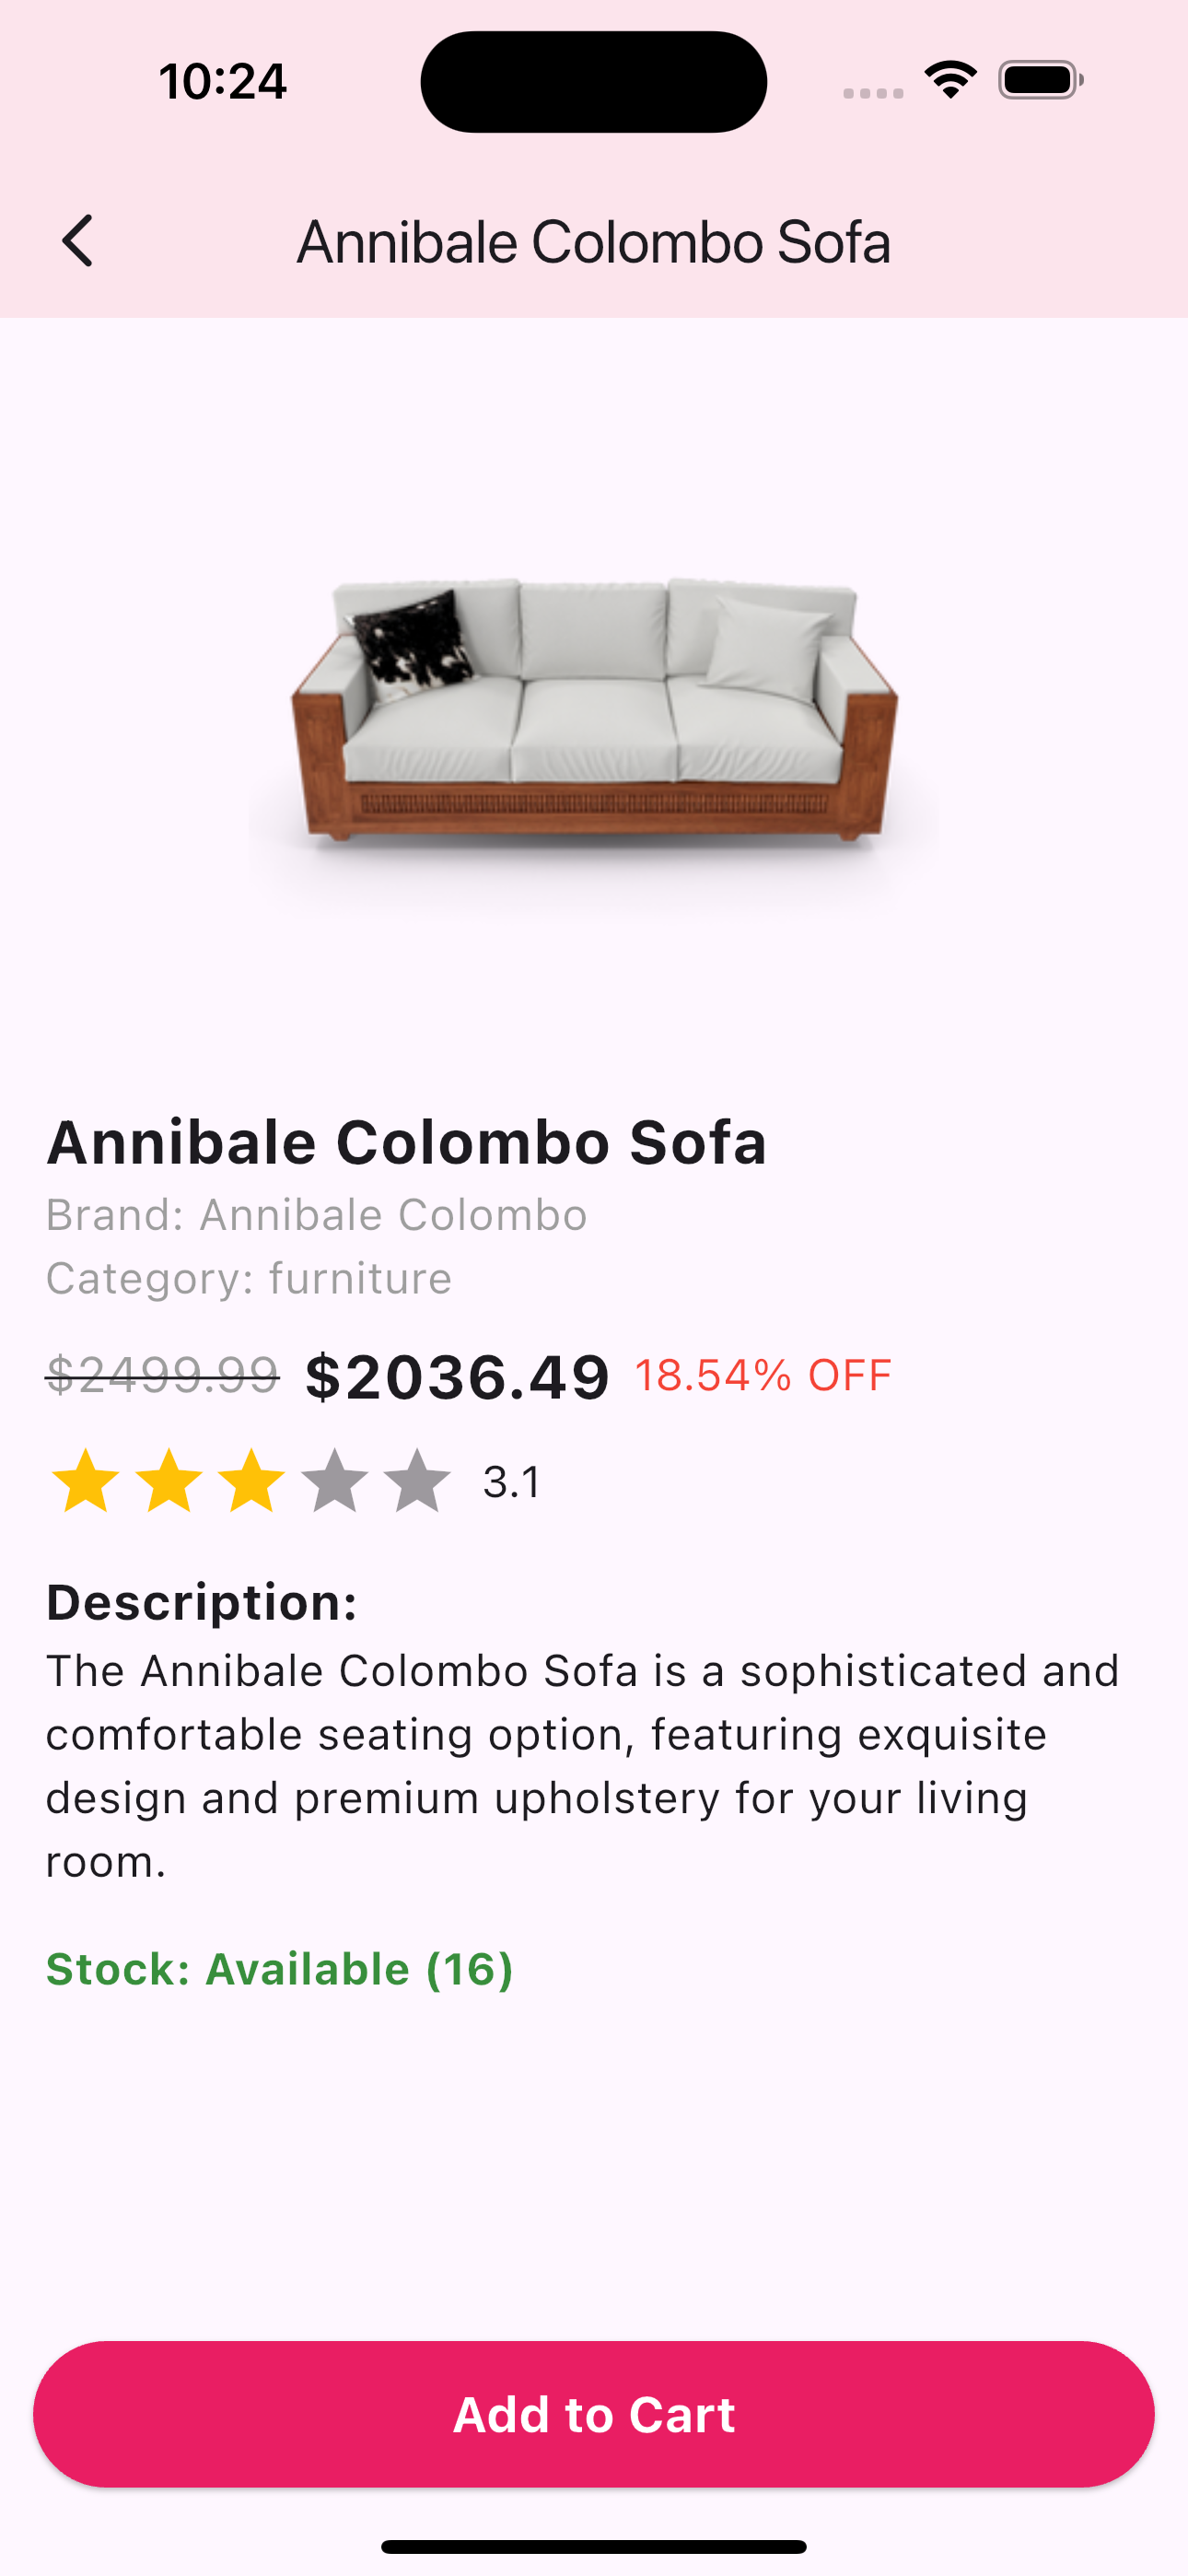 10:24
Annibale Colombo Sofa
Annibale Colombo Sofa
Brand: Annibale Colombo
Category: furniture
$2499.99 $2036.49 18.54% OFF
3.1
Description:
The Annibale Colombo Sofa is a sophisticated and
comfortable seating option, featuring exquisite
design and premium upholstery for your living
room.
Stock: Available (16)
Add to Cart